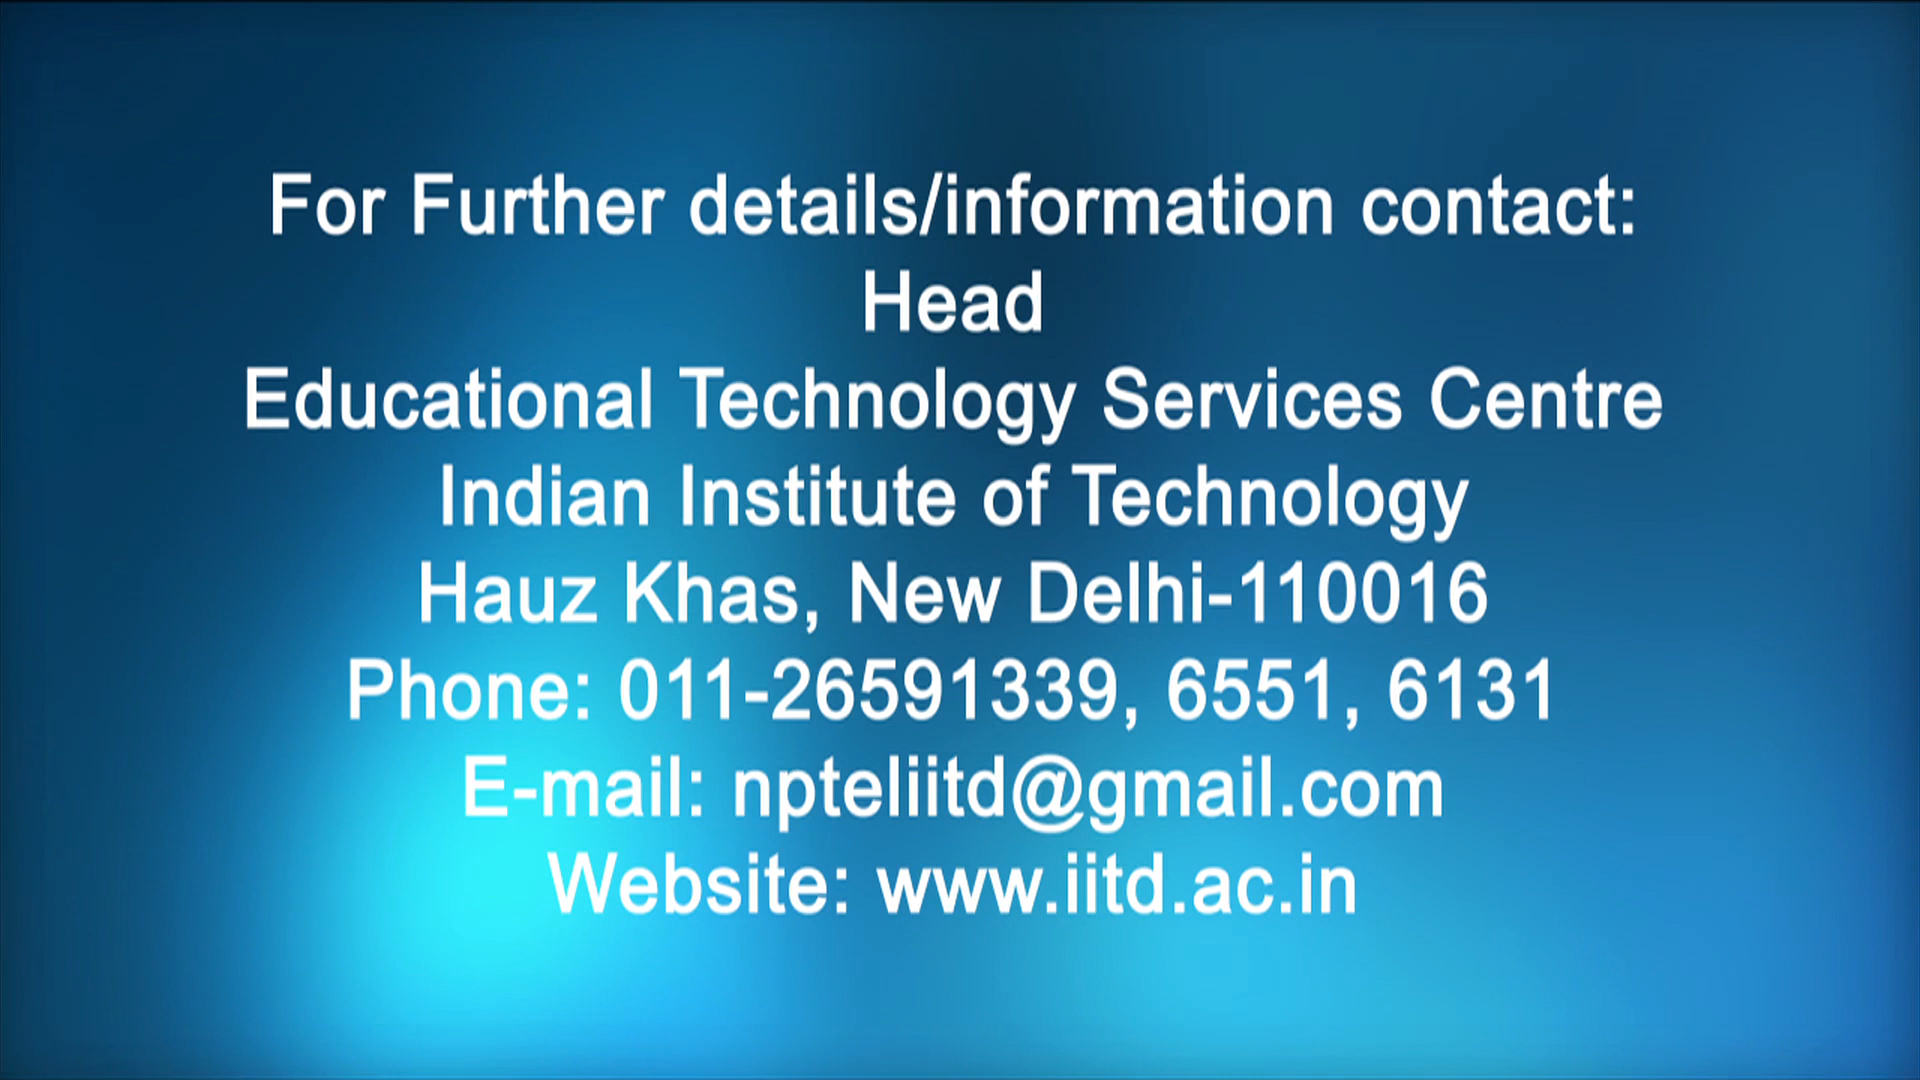 For Further details/information contact:
Head
Educational Technology Services Centre
Indian Institute of Technology
Hauz Khas, New Delhi-110016
Phone: 011-26591339, 6551, 6131
E-mail: npteliitd@gmail.com
Website: www.iitd.ac.in